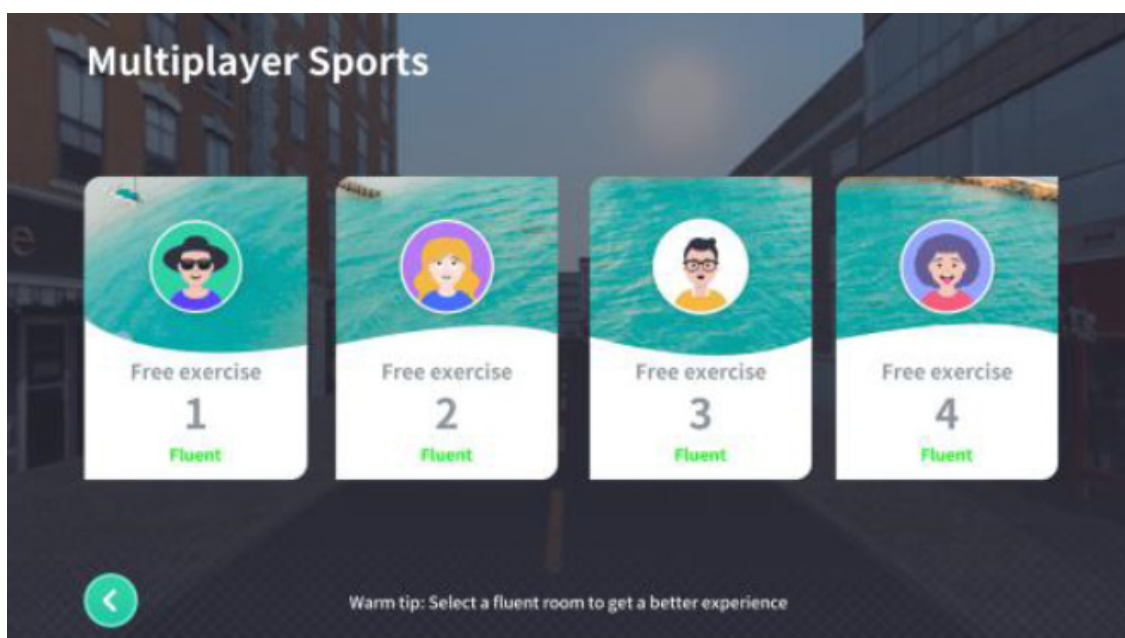 Multiplayer Sports
Free exercise
1
Fluent
Free exercise
2
Fluent
Free exercise
3
Fluent
Free exercise
4
Fluent
Warm tip: Select a fluent room to get a better experience